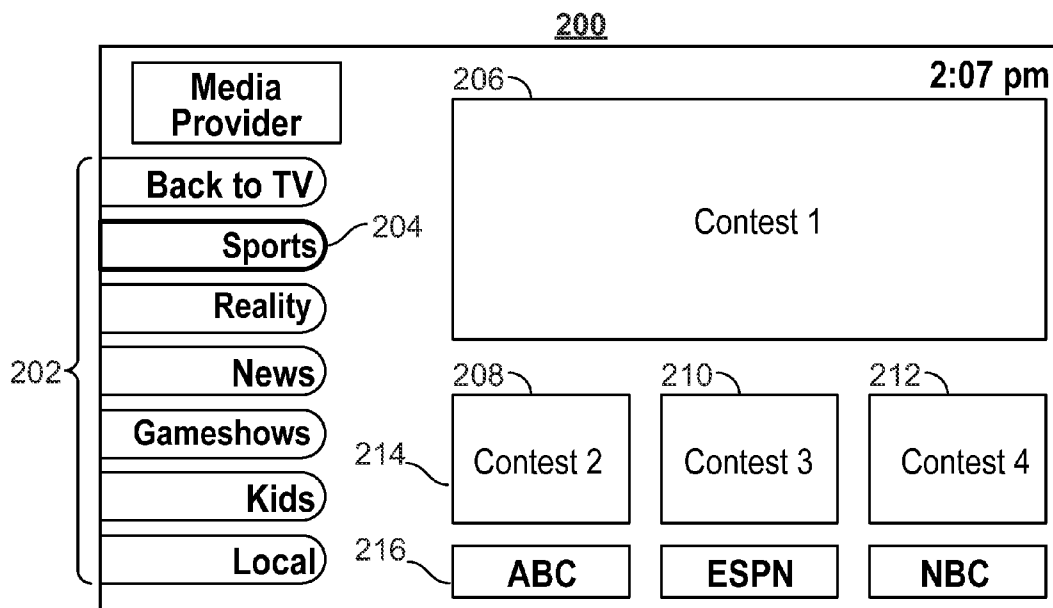 200
Media
Provider
2:07 pm
206
Contest 1
Back to TV
Sports
204
Reality
202
News
Gameshows
Kids
Local
208
210
212
214
Contest 2
Contest 3
Contest 4
216
ABC
ESPN
NBC